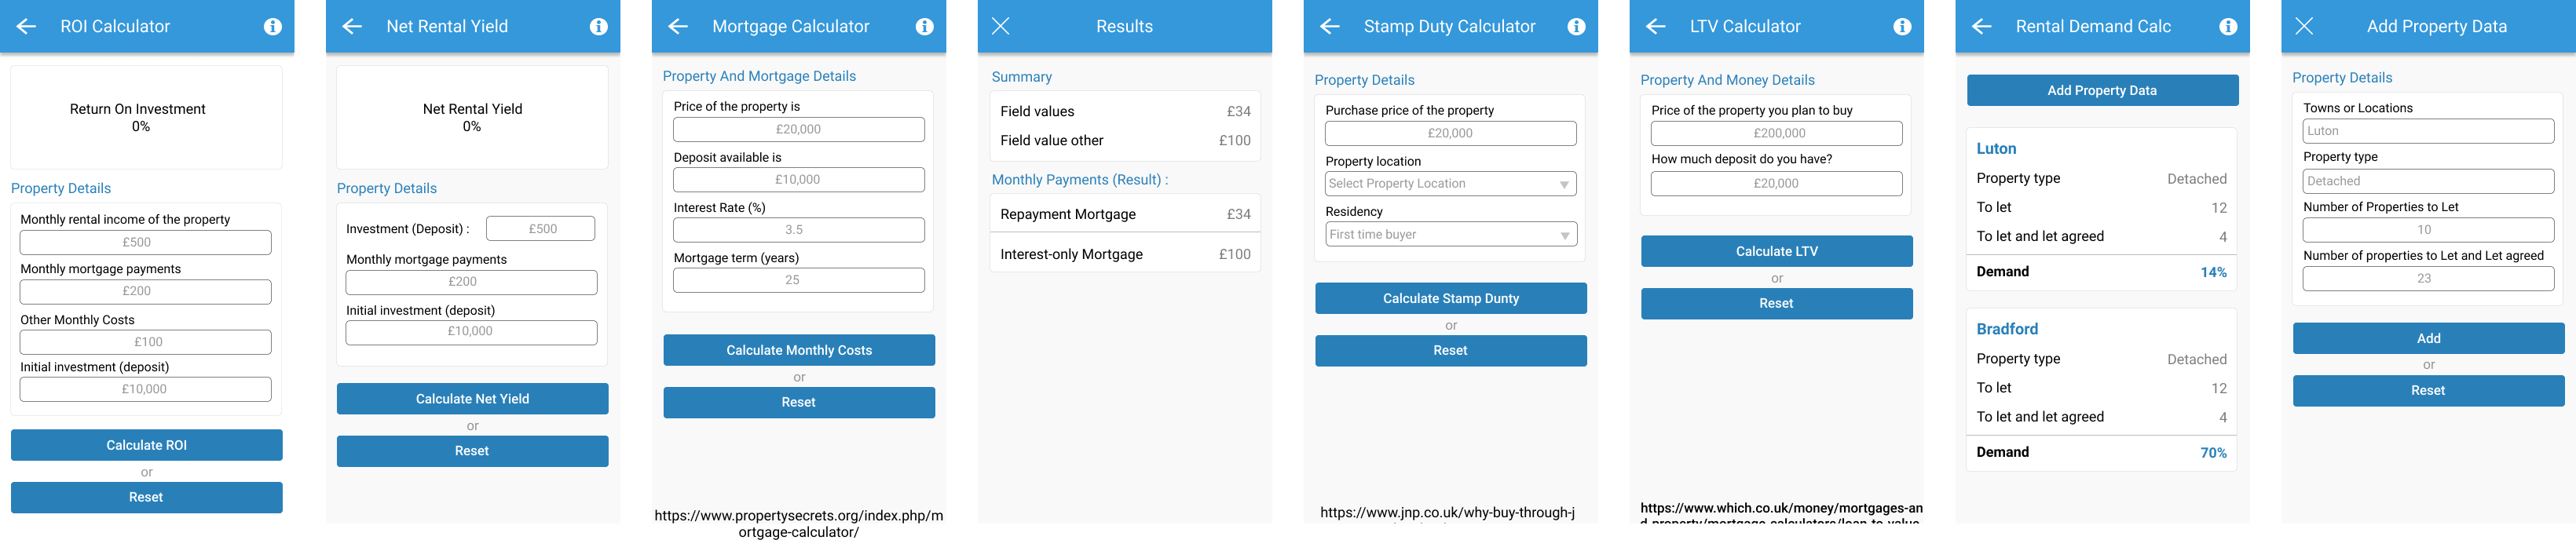 ROI Calculator
Return On Investment
0%
Property Details
Monthly rental income of the property
£500
Monthly mortgage payments
£200
Other Monthly Costs
£100
Initial investment (deposit)
£10,000
Calculate ROI
or
Reset
Net Rental Yield
Net Rental Yield
0%
Property Details
Investment (Deposit) :
£500
Monthly mortgage payments
£200
Initial investment (deposit)
£10,000
Calculate Net Yield
or
Reset
Mortgage Calculator
Property And Mortgage Details
Price of the property is
£20,000
Deposit available is
£10,000
Interest Rate (%)
3.5
Mortgage term (years)
25
Calculate Monthly Costs
or
Reset
https://www.propertysecrets.org/index.php/m
ortgage-calculator/
Results
Summary
Field values £34
Field value other £100
Monthly Payments (Result) :
Repayment Mortgage £34
Interest-only Mortgage £100
Stamp Duty Calculator
Property Details
Purchase price of the property
£20,000
Property location
Select Property Location
Residency
First time buyer
Calculate Stamp Dunty
or
Reset
https://www.jnp.co.uk/why-buy-through-j
LTV Calculator
Property And Money Details
Price of the property you plan to buy
£200,000
How much deposit do you have?
£20,000
Calculate LTV
or
Reset
https://www.which.co.uk/money/mortgages-an
d-property/mortgage-calculators/loan-to-value
Rental Demand Calc
Add Property Data
Luton
Property type Detached
To let 12
To let and let agreed 4
Demand 14%
Bradford
Property type Detached
To let 12
To let and let agreed 4
Demand 70%
Add Property Data
Property Details
Towns or Locations
Luton
Property type
Detached
Number of Properties to Let
10
Number of properties to Let and Let agreed
23
Add
or
Reset